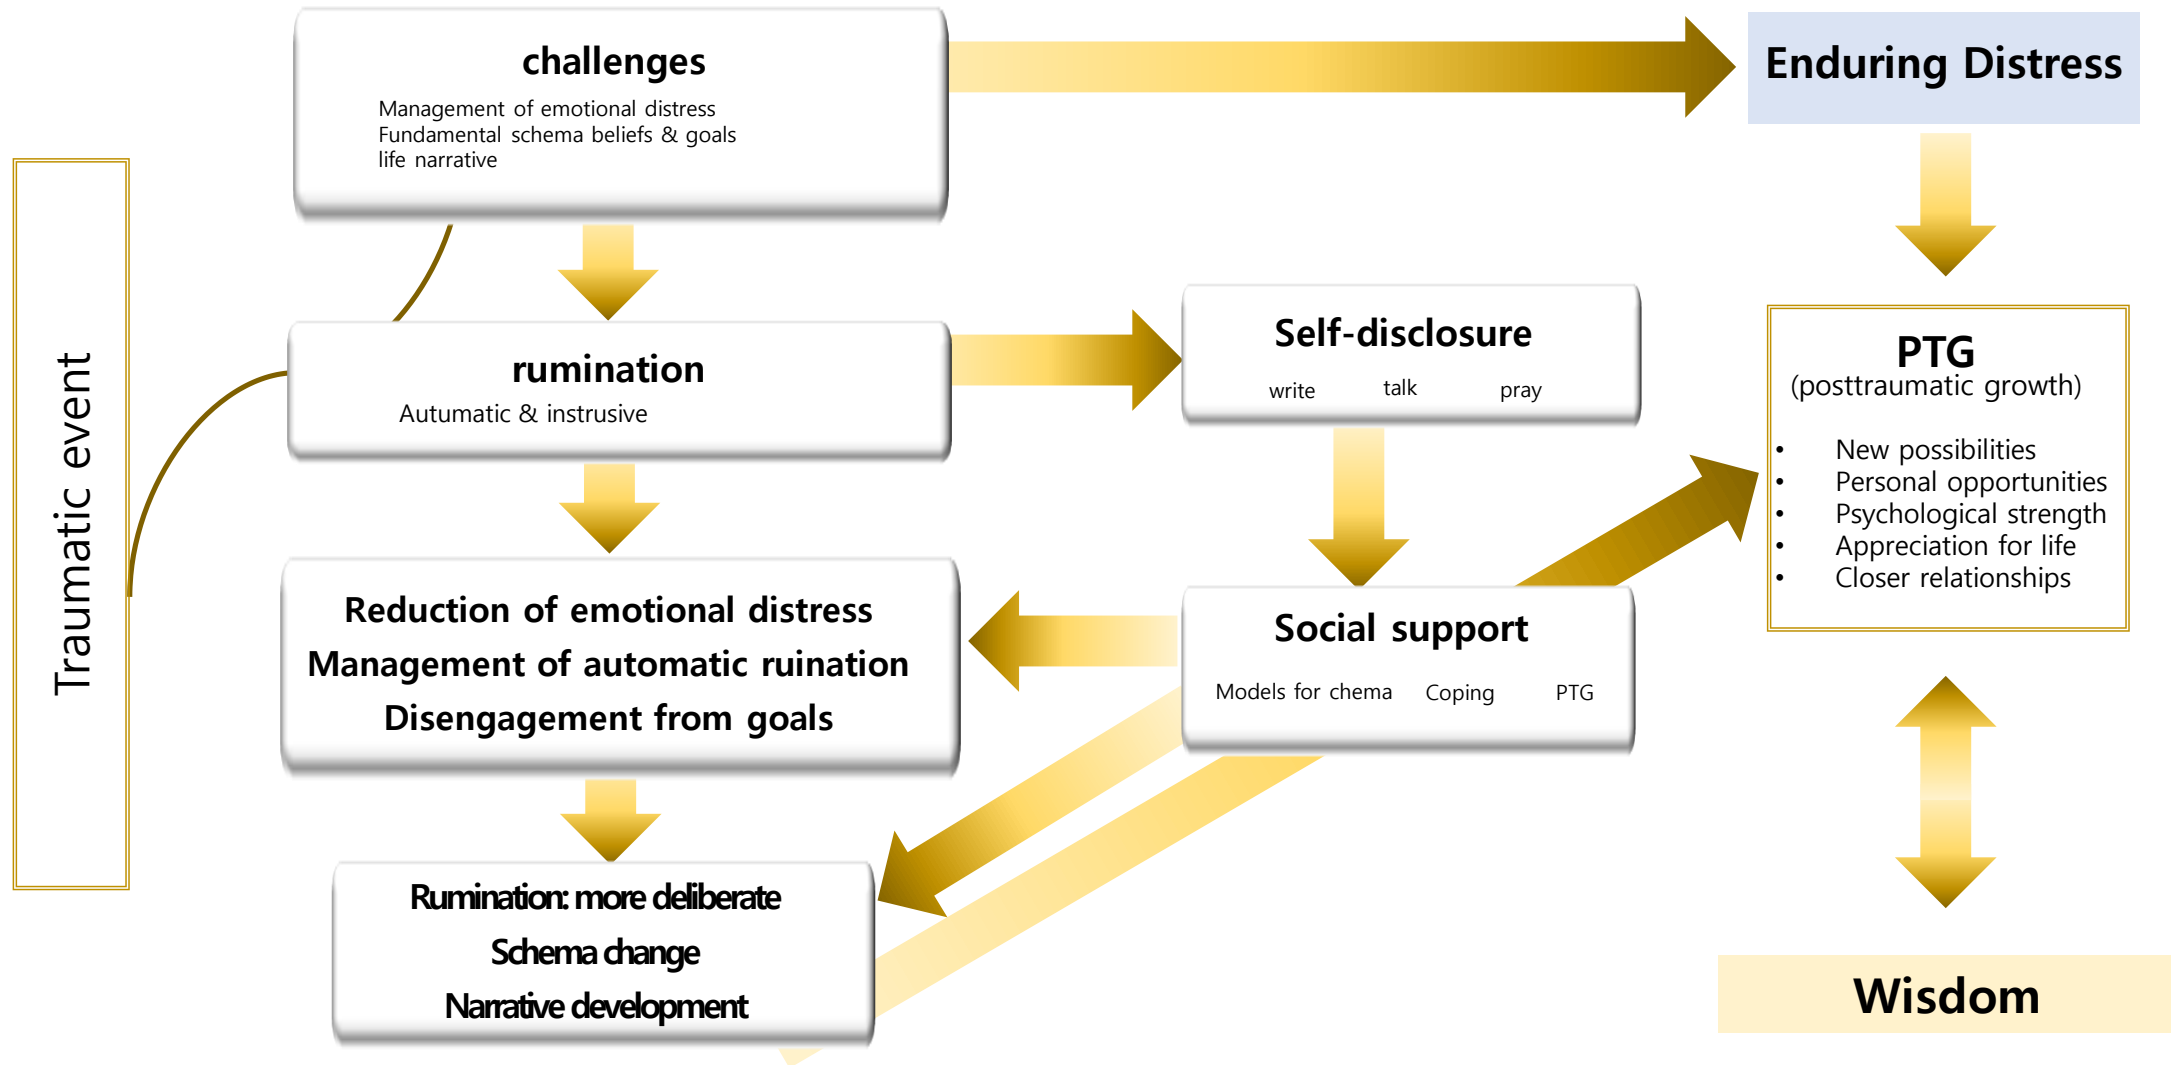 Traumatic event
challenges
Management of emotional distress
Fundamental schema beliefs & goals
life narrative
rumination
Autumatic & instrusive
Reduction of emotional distress
Management of automatic ruination
Disengagement from goals
Rumination: more deliberate
Schema change
Narrative development
Self-disclosure
write talk pray
Social support
Models for chema Coping PTG
Enduring Distress
PTG
(posttraumatic growth)
• New possibilities
• Personal opportunities
• Psychological strength
• Appreciation for life
• Closer relationships
Wisdom